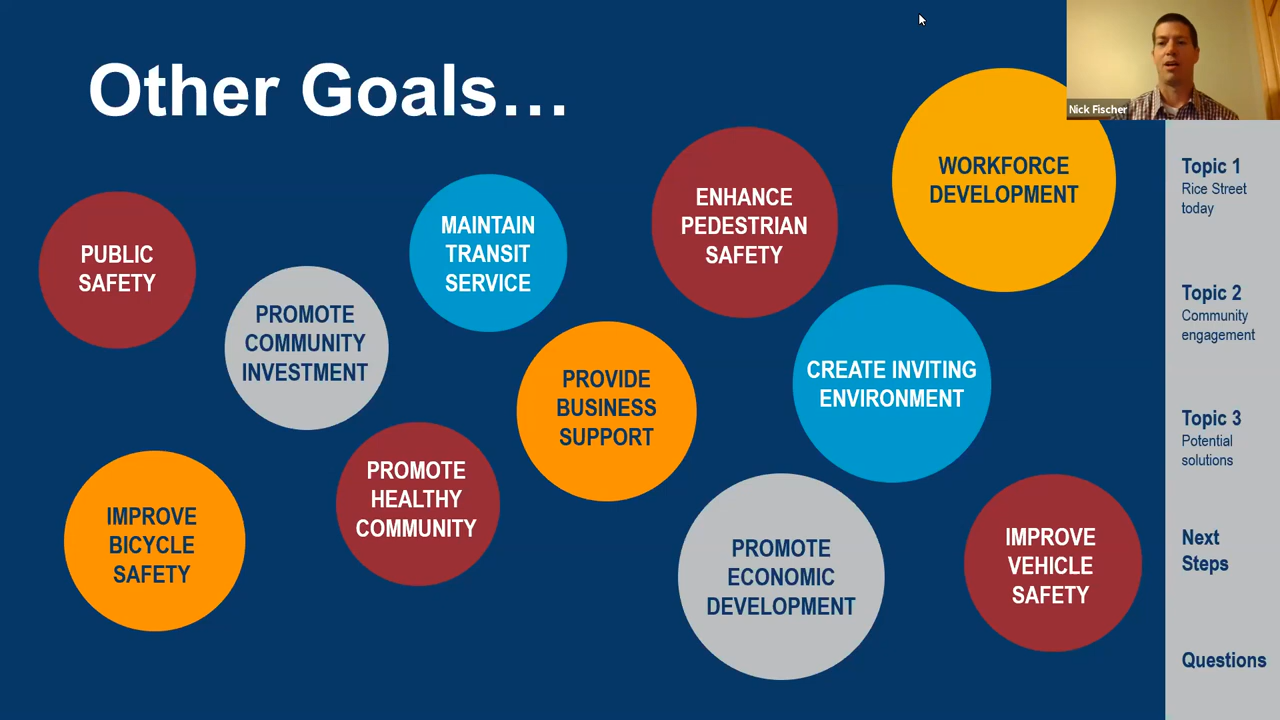 Other Goals…
Nick Fischer
PUBLIC
SAFETY
PROMOTE
COMMUNITY
INVESTMENT
MAINTAIN
TRANSIT
SERVICE
ENHANCE
PEDESTRIAN
SAFETY
WORKFORCE
DEVELOPMENT
PROVIDE
BUSINESS
SUPPORT
CREATE INVITING
ENVIRONMENT
IMPROVE
BICYCLE
SAFETY
PROMOTE
HEALTHY
COMMUNITY
PROMOTE
ECONOMIC
DEVELOPMENT
IMPROVE
VEHICLE
SAFETY
Topic 1
Rice Street
today
Topic 2
Community
engagement
Topic 3
Potential
solutions
Next
Steps
Questions